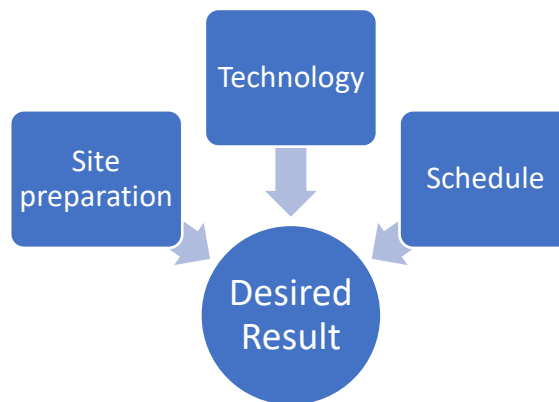 Technology
Site
preparation
Schedule
Desired
Result